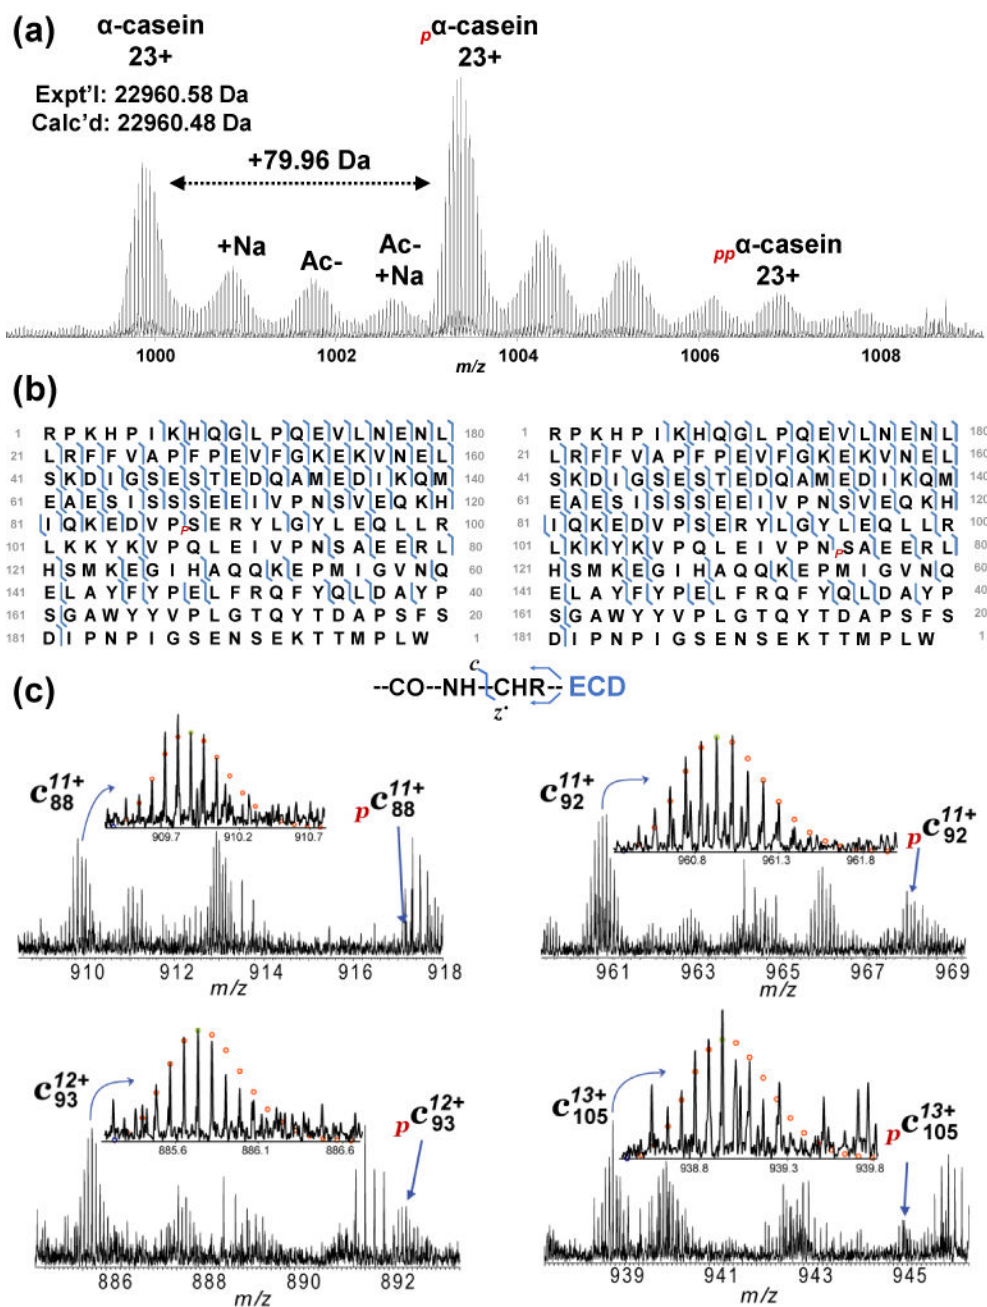 (a)
α-casein
23+
Expt'l: 22960.58 Da
Calc'd: 22960.48 Da
+79.96 Da
pα-casein
23+
+Na
Ac-
Ac-
+Na
ppα-casein
23+
1000 1002 1004 1006 1008
m/z
(b)
1 R P K H P I K H Q G L P Q E V L N E N L 180
21 L R F F V A P F P E V F G K E K V N E L 160
41 S K D I G S E S T E D Q A M E D I K Q M 140
61 E A E S I S S S E E I V P N S V E Q K H 120
81 I Q K E D V P pS E R Y L G Y L E Q L L R 100
101 L K K Y K V P Q L E I V P N S A E E R L 80
121 H S M K E G I H A Q Q K E P M I G V N Q 60
141 E L A Y F Y P E L F R Q F Y Q L D A Y P 40
161 S G A W Y Y V P L G T Q Y T D A P S F S 20
181 D I P N P I G S E N S E K T T M P L W 1
1 R P K H P I K H Q G L P Q E V L N E N L 180
21 L R F F V A P F P E V F G K E K V N E L 160
41 S K D I G S E S T E D Q A M E D I K Q M 140
61 E A E S I S S S E E I V P N S V E Q K H 120
81 I Q K E D V P S E R Y L G Y L E Q L L R 100
101 L K K Y K V P Q L E I V P N pS A E E R L 80
121 H S M K E G I H A Q Q K E P M I G V N Q 60
141 E L A Y F Y P E L F R Q F Y Q L D A Y P 40
161 S G A W Y Y V P L G T Q Y T D A P S F S 20
181 D I P N P I G S E N S E K T T M P L W 1
(c)
c
--CO--NH--CHR-- ECD
z•
c88 11+
909.7 910.2 910.7
pc88 11+
910 912 914 916 918
m/z
c92 11+
960.8 961.3 961.8
pc92 11+
961 963 965 967 969
m/z
c93 12+
885.6 886.1 886.6
pc93 12+
886 888 890 892
m/z
c105 13+
938.8 939.3 939.8
pc105 13+
939 941 943 945
m/z